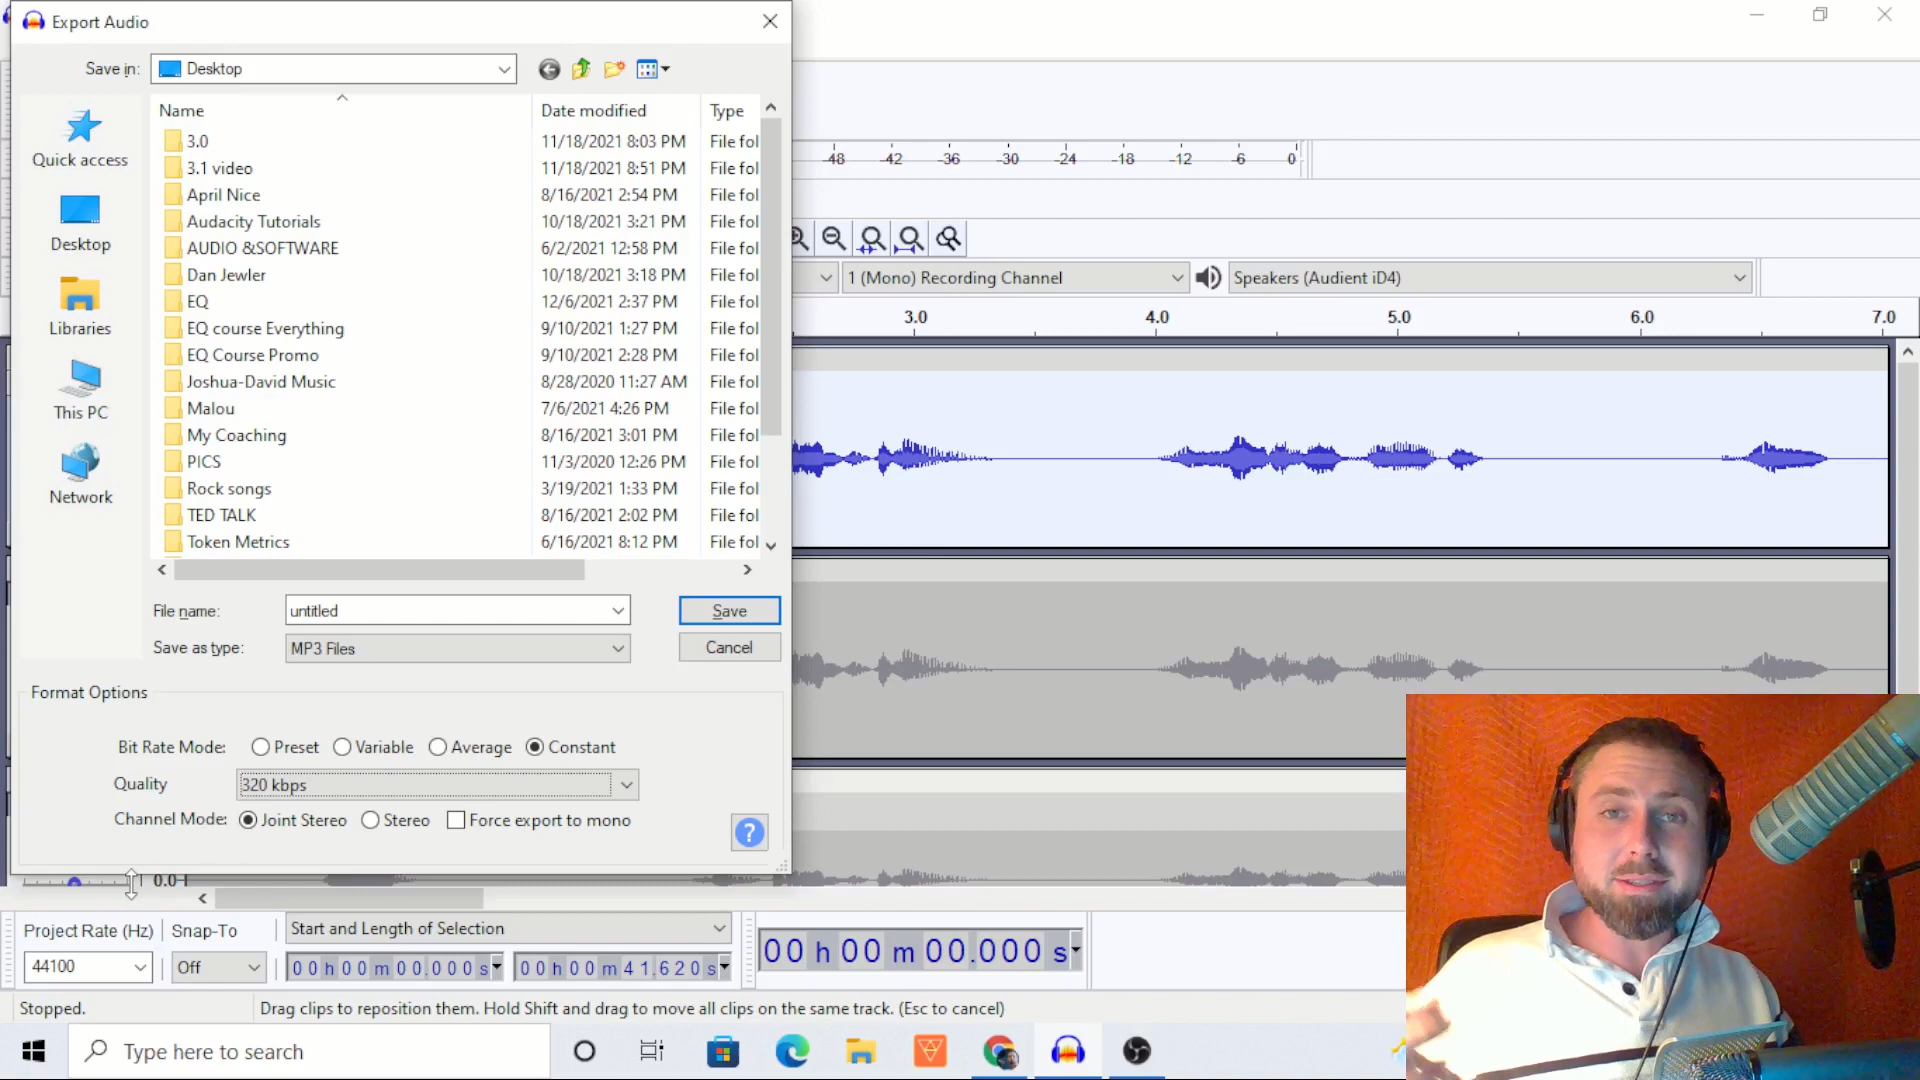 Export Audio
Save in:
Desktop
Name
Date modified
Type
3.0
11/18/2021 8:03 PM
File fol
3.1 video
11/18/2021 8:51 PM
File fol
April Nice
8/16/2021 2:54 PM
File fol
Audacity Tutorials
10/18/2021 3:21 PM
File fol
AUDIO &SOFTWARE
6/2/2021 12:58 PM
File fol
Dan Jewler
10/18/2021 3:18 PM
File fol
EQ
12/6/2021 2:37 PM
File fol
EQ course Everything
9/10/2021 1:27 PM
File fol
EQ Course Promo
9/10/2021 2:28 PM
File fol
Joshua-David Music
8/28/2020 11:27 AM
File fol
Malou
7/6/2021 4:26 PM
File fol
My Coaching
8/16/2021 3:01 PM
File fol
PICS
11/3/2020 12:26 PM
File fol
Rock songs
3/19/2021 1:33 PM
File fol
TED TALK
8/16/2021 2:02 PM
File fol
Token Metrics
6/16/2021 8:12 PM
File fol
Quick access
Desktop
Libraries
This PC
Network
File name:
untitled
Save
Save as type:
MP3 Files
Cancel
Format Options
Bit Rate Mode:
Preset
Variable
Average
Constant
Quality
320 kbps
Channel Mode:
Joint Stereo
Stereo
Force export to mono
?
-48 -42 -36 -30 -24 -18 -12 -6 0
1 (Mono) Recording Channel
Speakers (Audient iD4)
3.0 4.0 5.0 6.0 7.0
0.0
Project Rate (Hz)
Snap-To
Start and Length of Selection
44100
Off
00 h 00 m 00.000 s
00 h 00 m 41.620 s
00 h 00 m 00.000 s
Stopped.
Drag clips to reposition them. Hold Shift and drag to move all clips on the same track. (Esc to cancel)
Type here to search